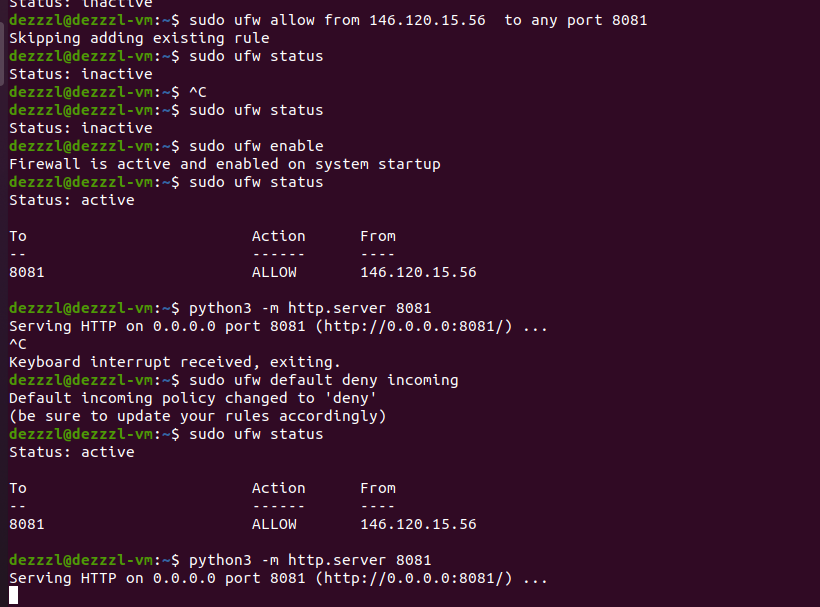 Status: inactive
dezzzl@dezzzl-vm:~$ sudo ufw allow from 146.120.15.56  to any port 8081
Skipping adding existing rule
dezzzl@dezzzl-vm:~$ sudo ufw status
Status: inactive
dezzzl@dezzzl-vm:~$ ^C
dezzzl@dezzzl-vm:~$ sudo ufw status
Status: inactive
dezzzl@dezzzl-vm:~$ sudo ufw enable
Firewall is active and enabled on system startup
dezzzl@dezzzl-vm:~$ sudo ufw status
Status: active
To                         Action      From
--                         ------      ----
8081                       ALLOW       146.120.15.56
dezzzl@dezzzl-vm:~$ python3 -m http.server 8081
Serving HTTP on 0.0.0.0 port 8081 (http://0.0.0.0:8081/) ...
^C
Keyboard interrupt received, exiting.
dezzzl@dezzzl-vm:~$ sudo ufw default deny incoming
Default incoming policy changed to 'deny'
(be sure to update your rules accordingly)
dezzzl@dezzzl-vm:~$ sudo ufw status
Status: active
To                         Action      From
--                         ------      ----
8081                       ALLOW       146.120.15.56
dezzzl@dezzzl-vm:~$ python3 -m http.server 8081
Serving HTTP on 0.0.0.0 port 8081 (http://0.0.0.0:8081/) ...